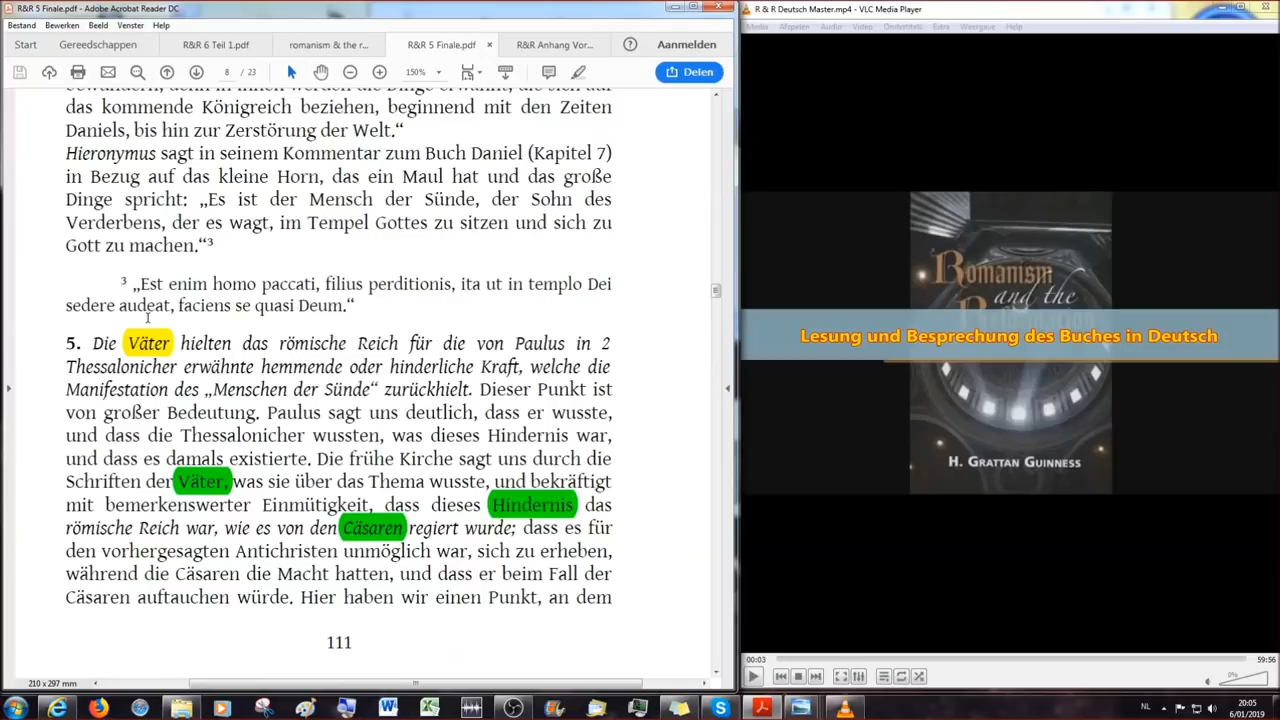 R&R 5 Finale.pdf - Adobe Acrobat Reader DC
Bestand Bewerken Beeld Venster Help
Start Gereedschappen R&R 6 Teil 1.pdf romanism & the r... R&R 5 Finale.pdf × R&R Anhang Vor... Aanmelden
8 / 23 150% Delen
das kommende Königreich beziehen, beginnend mit den Zeiten
Daniels, bis hin zur Zerstörung der Welt.“
Hieronymus sagt in seinem Kommentar zum Buch Daniel (Kapitel 7)
in Bezug auf das kleine Horn, das ein Maul hat und das große
Dinge spricht: „Es ist der Mensch der Sünde, der Sohn des
Verderbens, der es wagt, im Tempel Gottes zu sitzen und sich zu
Gott zu machen.“³
³ „Est enim homo paccati, filius perditionis, ita ut in templo Dei
sedere audeat, faciens se quasi Deum.“
5. Die Väter hielten das römische Reich für die von Paulus in 2
Thessalonicher erwähnte hemmende oder hinderliche Kraft, welche die
Manifestation des „Menschen der Sünde“ zurückhielt. Dieser Punkt ist
von großer Bedeutung. Paulus sagt uns deutlich, dass er wusste,
und dass die Thessalonicher wussten, was dieses Hindernis war,
und dass es damals existierte. Die frühe Kirche sagt uns durch die
Schriften der Väter, was sie über das Thema wusste, und bekräftigt
mit bemerkenswerter Einmütigkeit, dass dieses Hindernis das
römische Reich war, wie es von den Cäsaren regiert wurde; dass es für
den vorhergesagten Antichristen unmöglich war, sich zu erheben,
während die Cäsaren die Macht hatten, und dass er beim Fall der
Cäsaren auftauchen würde. Hier haben wir einen Punkt, an dem
111
210 x 297 mm
R & R Deutsch Master.mp4 - VLC Media Player
Media Afspelen Audio Video Ondertitels Extra Weergave Help
Romanism
and the
Lesung und Besprechung des Buches in Deutsch
H. GRATTAN GUINNESS
00:03 59:56
0%
NL 20:05
6/01/2019